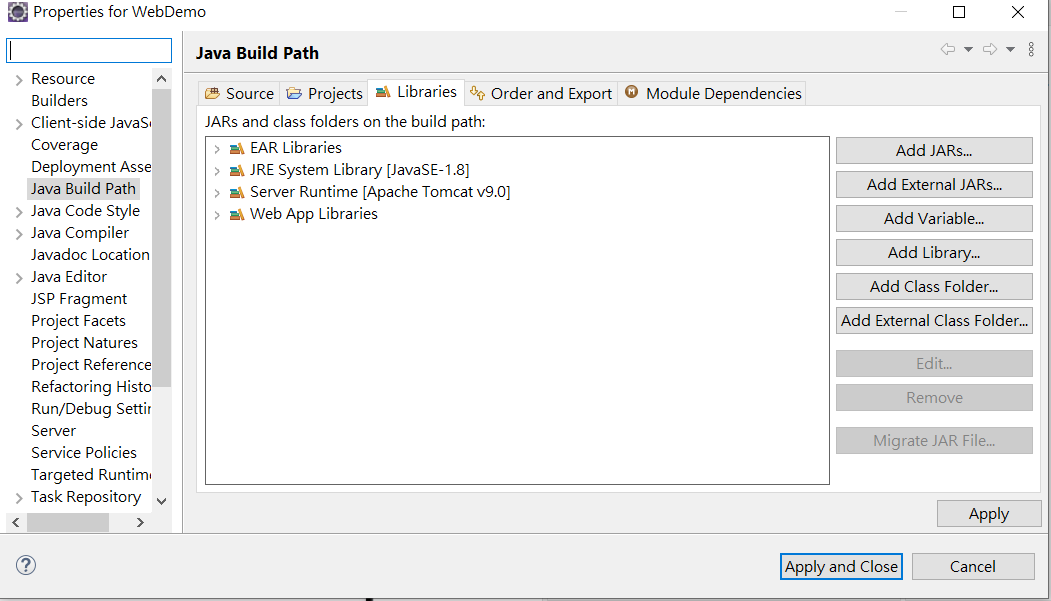 Properties for WebDemo
Resource
Builders
Client-side JavaSc
Coverage
Deployment Asse
Java Build Path
Java Code Style
Java Compiler
Javadoc Location
Java Editor
JSP Fragment
Project Facets
Project Natures
Project Reference
Refactoring Histo
Run/Debug Settin
Server
Service Policies
Targeted Runtime
Task Repository
Java Build Path
Source Projects Libraries Order and Export Module Dependencies
JARs and class folders on the build path:
EAR Libraries
JRE System Library [JavaSE-1.8]
Server Runtime [Apache Tomcat v9.0]
Web App Libraries
Add JARs...
Add External JARs...
Add Variable...
Add Library...
Add Class Folder...
Add External Class Folder...
Edit...
Remove
Migrate JAR File...
Apply
Apply and Close Cancel